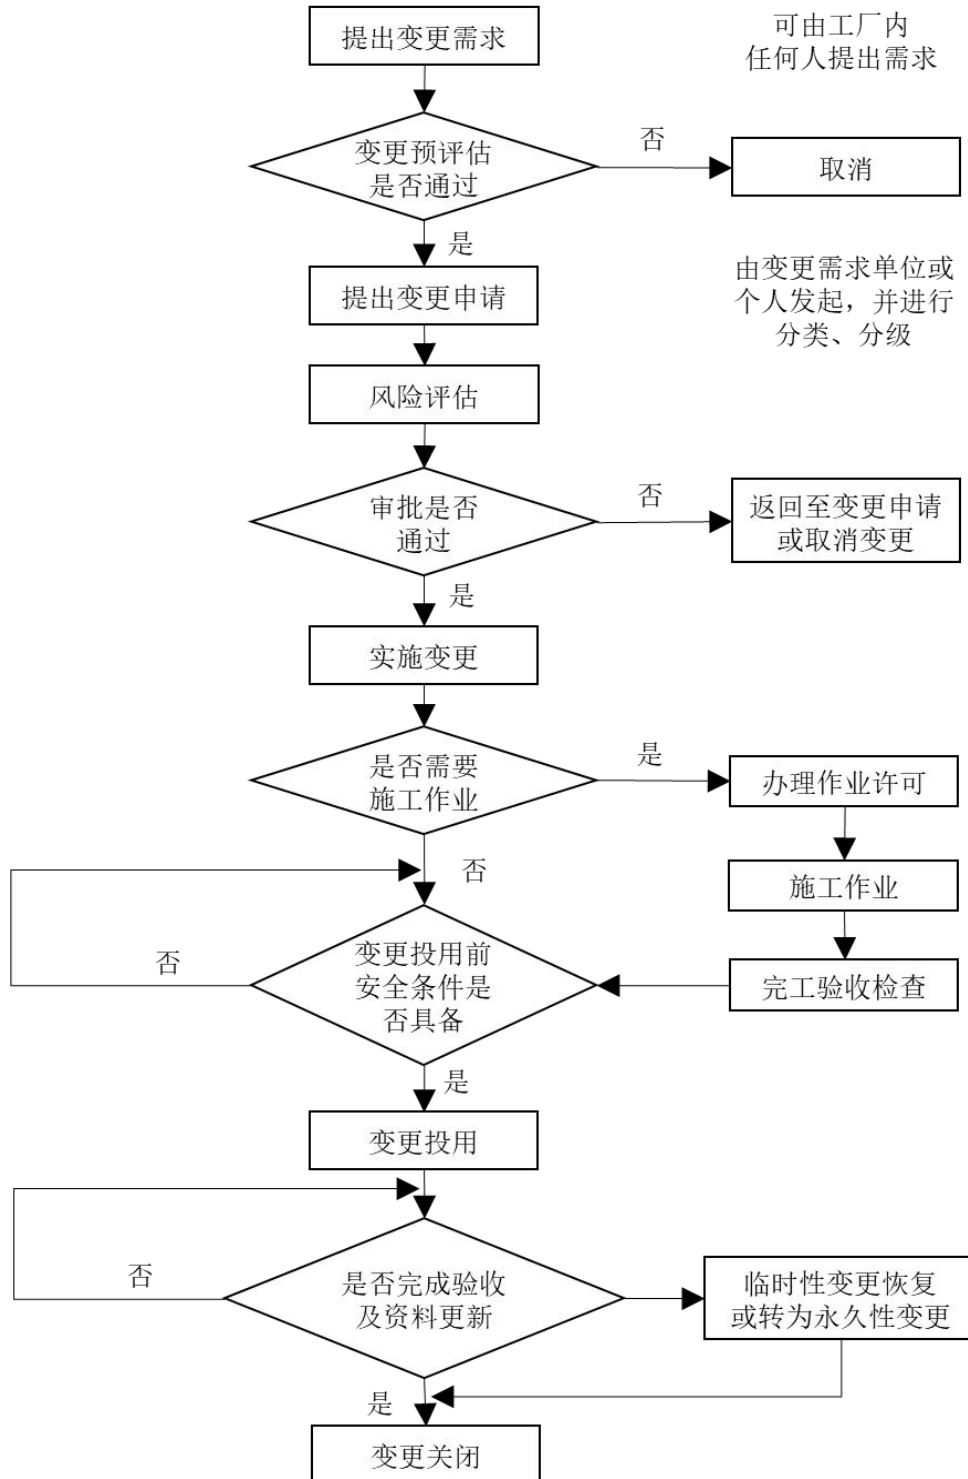 提出变更需求
可由工厂内
任何人提出需求
变更预评估
是否通过
否
取消
是
提出变更申请
由变更需求单位或
个人发起，并进行
分类、分级
风险评估
审批是否
通过
否
返回至变更申请
或取消变更
是
实施变更
是否需要
施工作业
是
办理作业许可
否
施工作业
变更投用前
安全条件是
否具备
否
完工验收检查
是
变更投用
否
是否完成验收
及资料更新
临时性变更恢复
或转为永久性变更
是
变更关闭